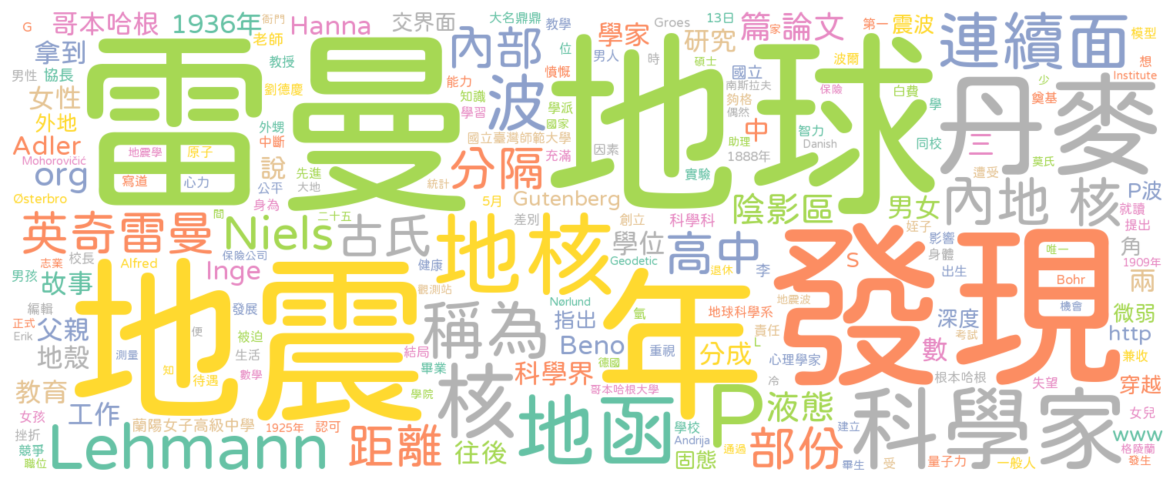 雷曼
地球
發現
地震
年
丹麥
科學家
連續面
地核
地函
Lehmann
核
P
波
內部
內地 核
英奇雷曼
稱為
Niels
古氏
高中
距離
部份
分隔
陰影區
哥本哈根
1936年
Hanna
交界面
大名鼎鼎
教學
Groes
13日
篇
家
論文
第一
震波
模型
G
衛門
拿到
老師
位
男人
時
學家
研究
碩士
波爾
想
男性
協長
教授
能力
憤慨
國立
南斯拉夫
保險
白費
少
Institute
女性
劉德慶
知識
學習
學派
國家
夠格
偶然
學
奠基
外地
外甥
中斷
國立臺灣師範大學
中
1888年
智力
Danish
同校
三
莫氏
Adler
Mohorovičić
地震學
原子
說
先進
大地
充滿
因素
助理
實驗
遭受
org
寫道
心力
公平
身為
統計
5月
Gutenberg
男女
P波
Østerbro
二十五
差別
創立
科學科
姪子
就讀
提出
間
學位
影響
身體
唯一
角
志業
校長
保險公司
健康
Geodetic
退休
李
出生
1909年
男孩
故事
Alfred
Inge
觀測站
Nørlund
地震波
S
Bohr
兩
編輯
發展
氦
地球科學系
機會
正式
Erik
父親
便
被迫
指出
責任
L
深度
微弱
地殼
測量
生活
Beno
重視
分成
考試
http
知
待遇
結局
德國
心理學家
數
兼收
教育
數學
畢業
科學界
哥本哈根大學
冷
根本哈根
失望
穿越
女孩
工作
學院
液態
女兒
挫折
蘭陽女子高級中學
1925年
認可
學校
建立
www
競爭
職位
往後
Andrija
固態
通過
畢生
受
量子力
一般人
格陵蘭
發生